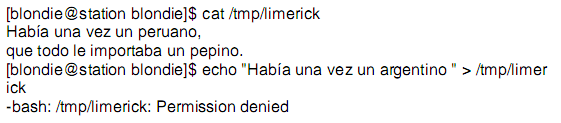 [blondie@station blondie]$ cat /tmp/limerick
Había una vez un peruano,
que todo le importaba un pepino.
[blondie@station blondie]$ echo "Había una vez un argentino " > /tmp/limer
ick
-bash: /tmp/limerick: Permission denied